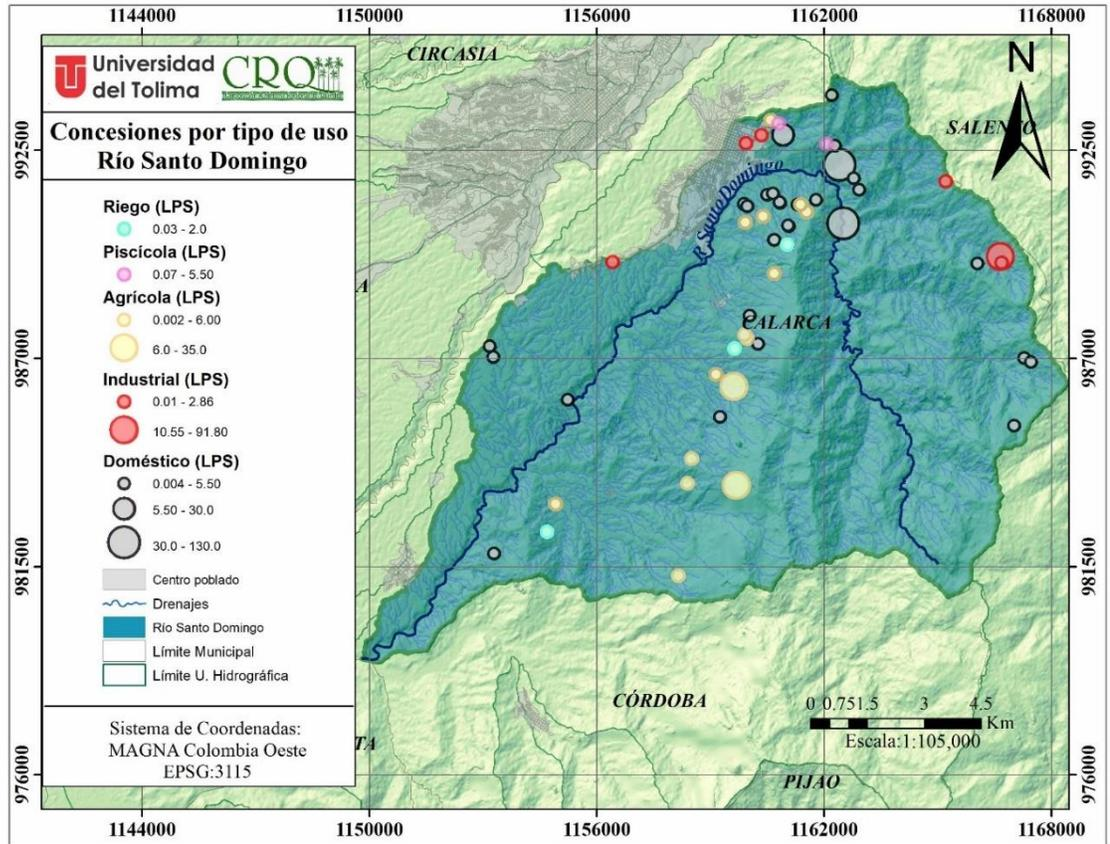 1144000 1150000 1156000 1162000 1168000
Universidad
del Tolima
CRQ
Concesiones por tipo de uso
Río Santo Domingo
Riego (LPS)
0.03 - 2.0
Piscícola (LPS)
0.07 - 5.50
Agrícola (LPS)
0.002 - 6.00
6.0 - 35.0
Industrial (LPS)
0.01 - 2.86
10.55 - 91.80
Doméstico (LPS)
0.004 - 5.50
5.50 - 30.0
30.0 - 130.0
Centro poblado
Drenajes
Río Santo Domingo
Límite Municipal
Límite U. Hidrográfica
Sistema de Coordenadas:
MAGNA Colombia Oeste
EPSG:3115
CIRCASIA
N
SALENTO
R. Santo Domingo
A
CALARCA
CÓRDOBA
TA
PIJAO
0 0.75 1.5 3 4.5
Km
Escala:1:105,000
992500 992500
987000 987000
981500 981500
976000 976000
1144000 1150000 1156000 1162000 1168000